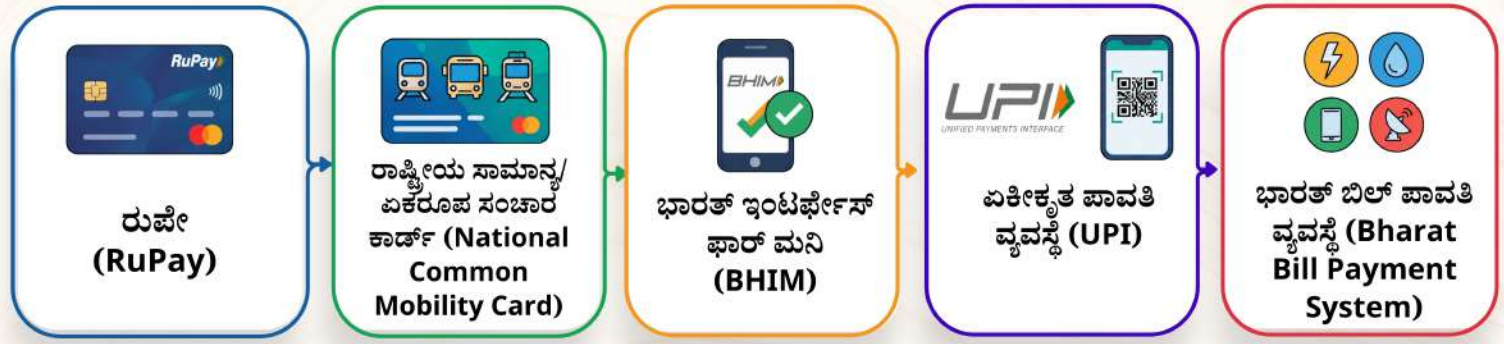 RuPay
ರುಪೇ
(RuPay)
ರಾಷ್ಟ್ರೀಯ ಸಾಮಾನ್ಯ/
ಏಕರೂಪ ಸಂಚಾರ
ಕಾರ್ಡ್ (National
Common
Mobility Card)
BHIM
ಭಾರತ್ ಇಂಟರ್ಫೇಸ್
ಫಾರ್ ಮನಿ
(BHIM)
UPI
UNIFIED PAYMENTS INTERFACE
ಏಕೀಕೃತ ಪಾವತಿ
ವ್ಯವಸ್ಥೆ (UPI)
ಭಾರತ್ ಬಿಲ್ ಪಾವತಿ
ವ್ಯವಸ್ಥೆ (Bharat
Bill Payment
System)